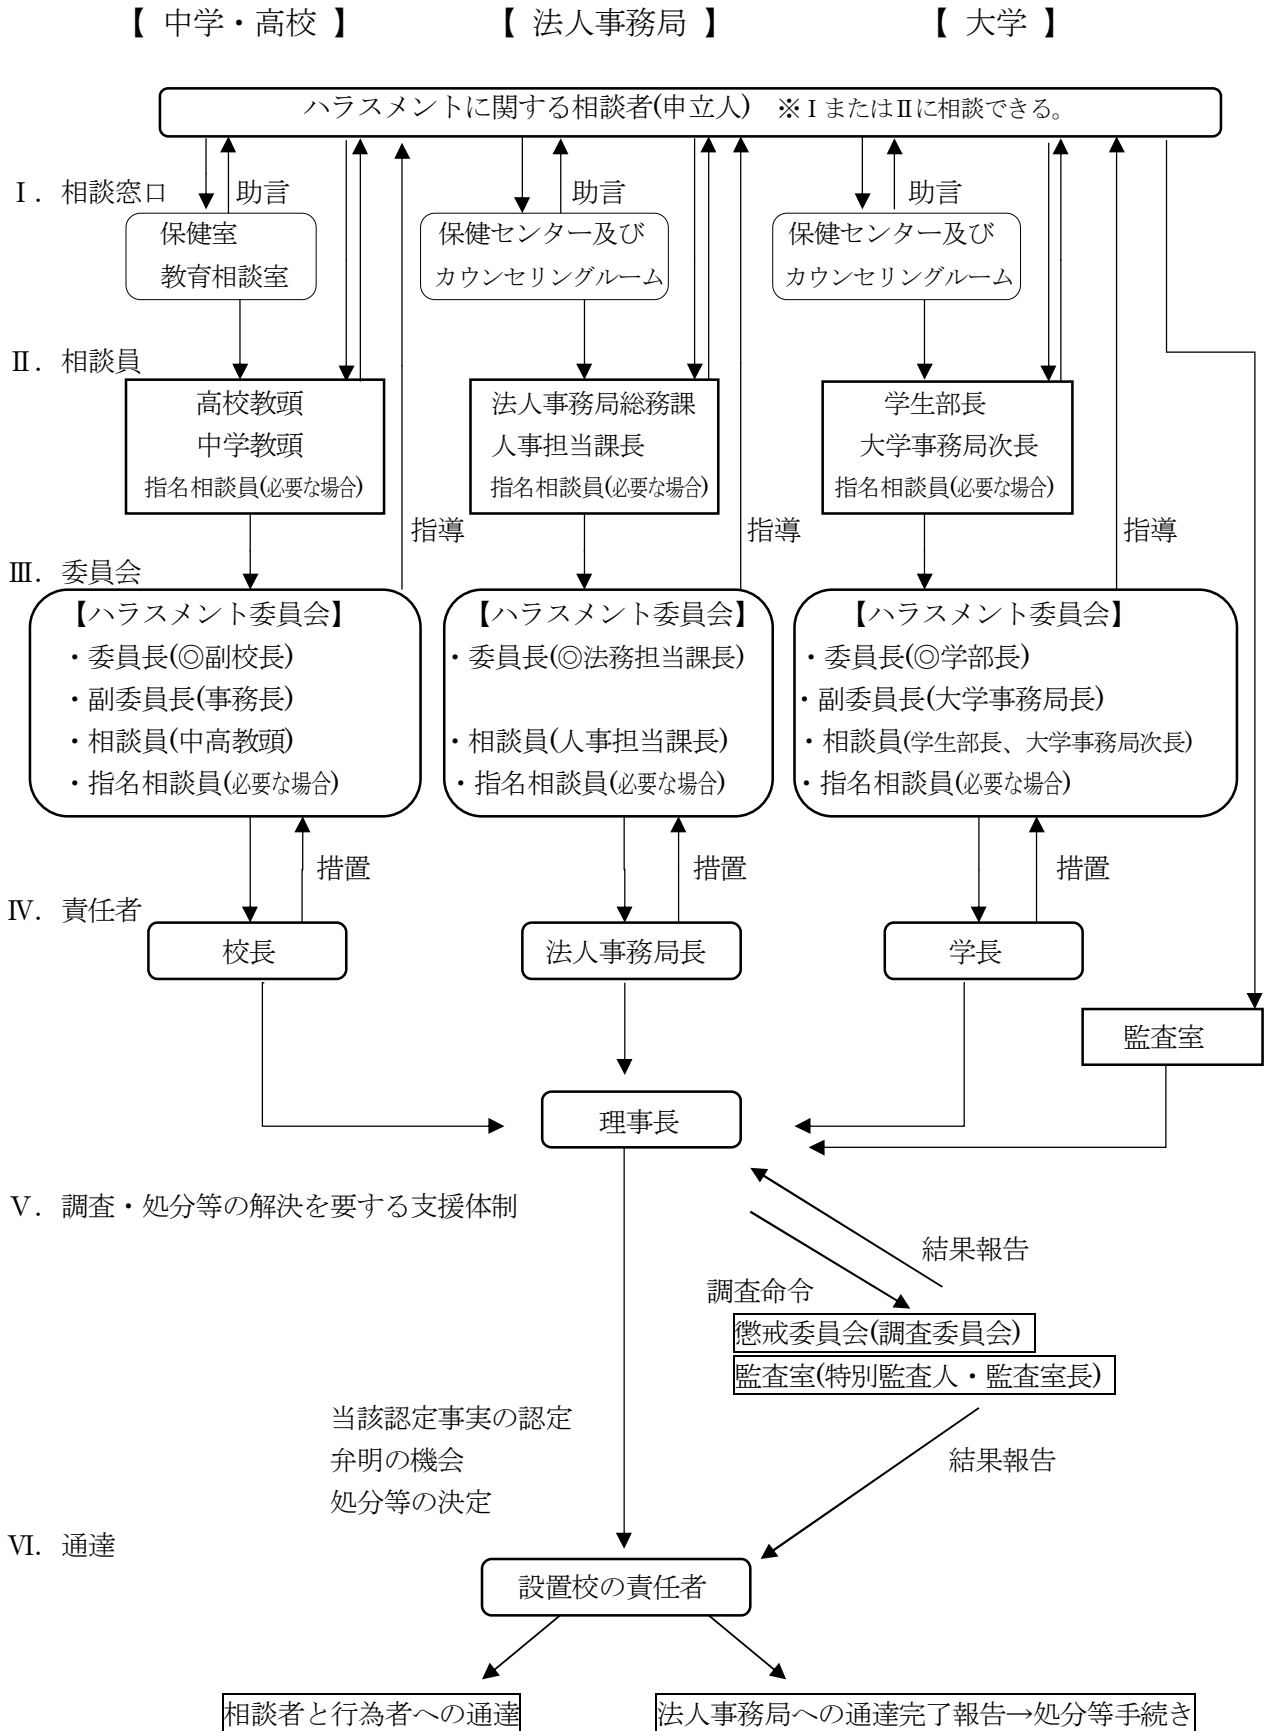 【 中学・高校 】 【 法人事務局 】 【 大学 】
ハラスメントに関する相談者(申立人) ※ⅠまたはⅡに相談できる。
Ⅰ．相談窓口
助言 助言 助言
保健室 保健センター及び 保健センター及び
教育相談室 カウンセリングルーム カウンセリングルーム
Ⅱ．相談員
高校教頭 法人事務局総務課 学生部長
中学教頭 人事担当課長 大学事務局次長
指名相談員(必要な場合) 指名相談員(必要な場合) 指名相談員(必要な場合)
指導 指導 指導
Ⅲ．委員会
【ハラスメント委員会】 【ハラスメント委員会】 【ハラスメント委員会】
・委員長(◎副校長) ・委員長(◎法務担当課長) ・委員長(◎学部長)
・副委員長(事務長) ・副委員長(大学事務局長)
・相談員(中高教頭) ・相談員(人事担当課長) ・相談員(学生部長、大学事務局次長)
・指名相談員(必要な場合) ・指名相談員(必要な場合) ・指名相談員(必要な場合)
措置 措置 措置
Ⅳ．責任者
校長 法人事務局長 学長
監査室
理事長
Ⅴ．調査・処分等の解決を要する支援体制
結果報告
調査命令
懲戒委員会(調査委員会)
監査室(特別監査人・監査室長)
当該認定事実の認定
弁明の機会 結果報告
処分等の決定
Ⅵ．通達
設置校の責任者
相談者と行為者への通達 法人事務局への通達完了報告→処分等手続き